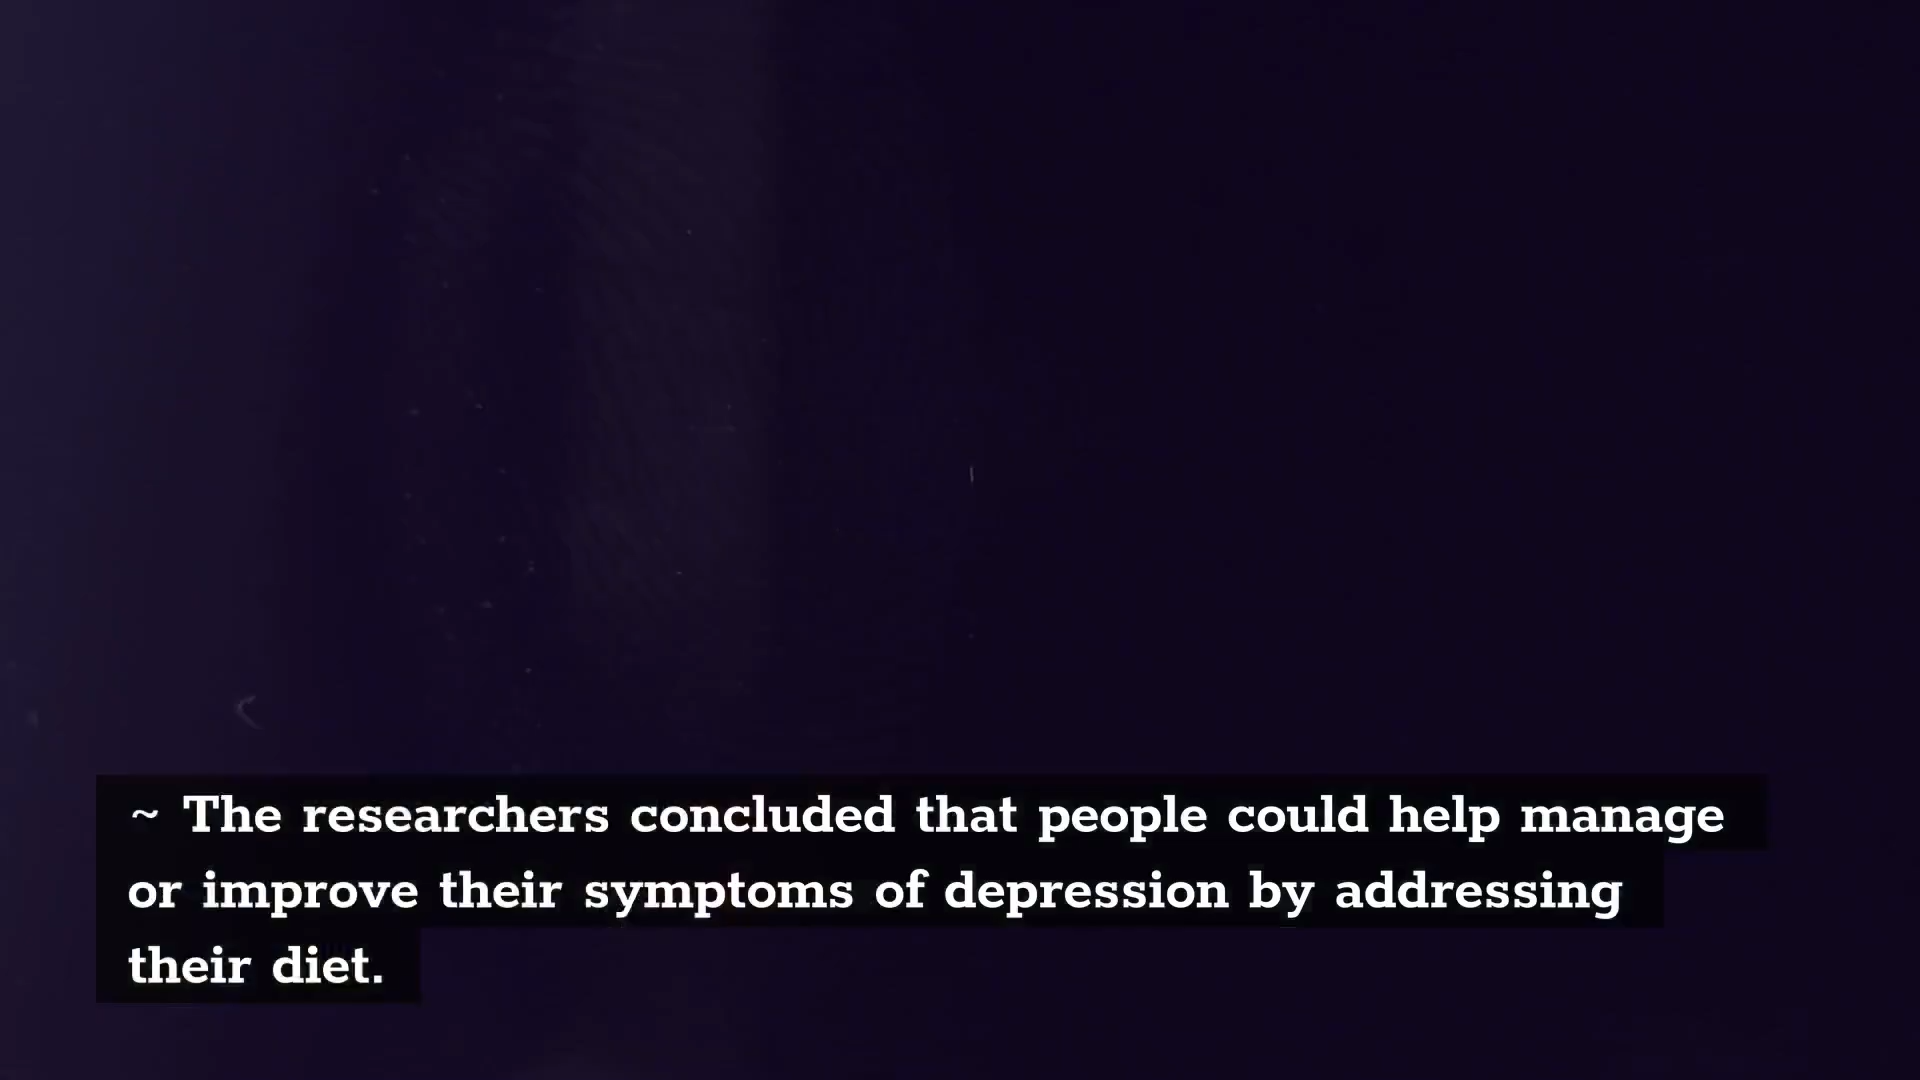 ~ The researchers concluded that people could help manage
or improve their symptoms of depression by addressing
their diet.